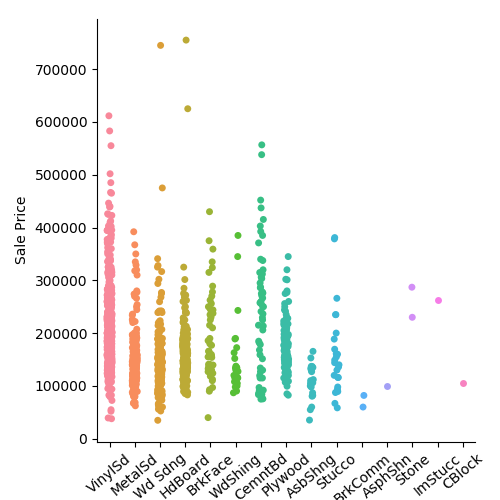 700000
600000
500000
400000
300000
200000
100000
0
Sale Price
VinylSd
MetalSd
Wd Sdng
HdBoard
BrkFace
WdShing
CemntBd
Plywood
AsbShng
Stucco
BrkComm
AsphShn
Stone
ImStucc
CBlock